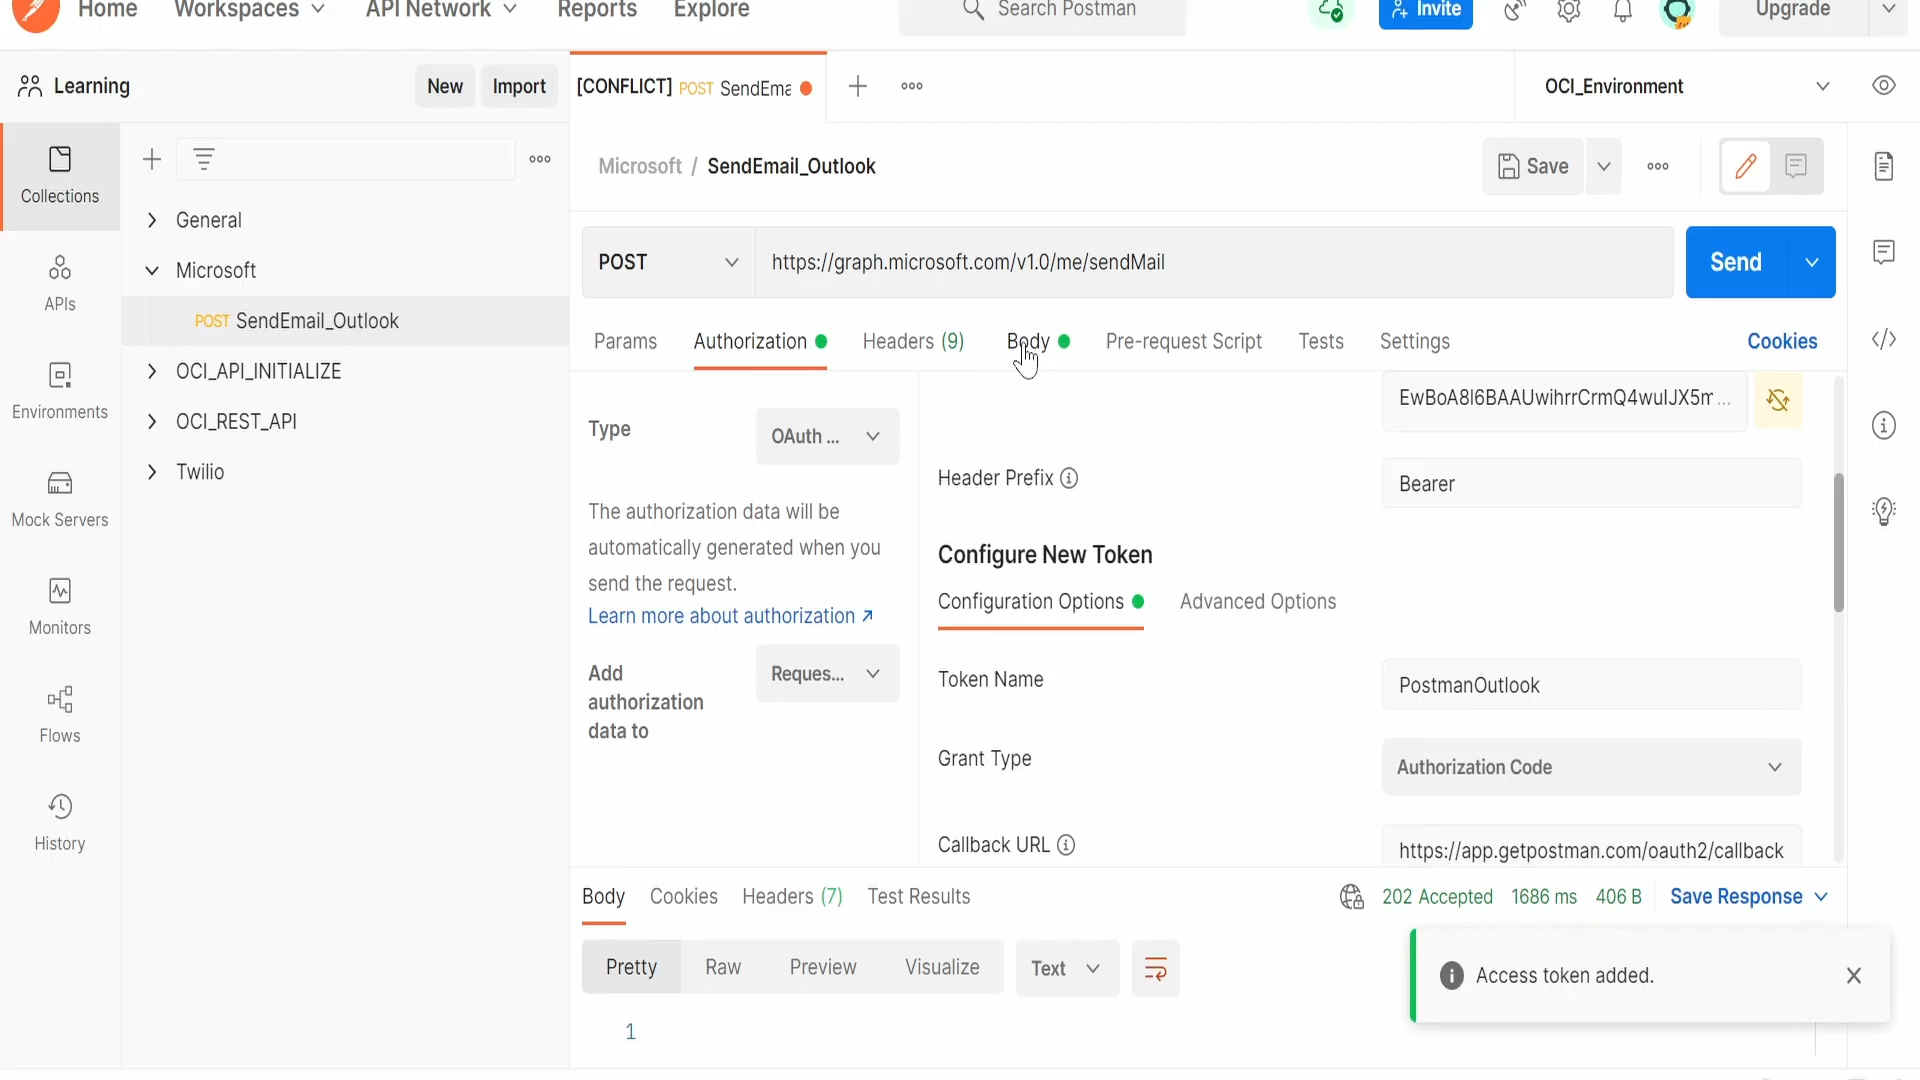 Home
Workspaces
API Network
Reports
Explore
Search Postman
Invite
Upgrade
Learning
New
Import
[CONFLICT] POST SendEma
OCI_Environment
Collections
APIs
Environments
Mock Servers
Monitors
Flows
History
General
Microsoft
POST SendEmail_Outlook
OCI_API_INITIALIZE
OCI_REST_API
Twilio
Microsoft / SendEmail_Outlook
Save
POST
https://graph.microsoft.com/v1.0/me/sendMail
Send
Params
Authorization
Headers (9)
Body
Pre-request Script
Tests
Settings
Cookies
Type
OAuth ...
The authorization data will be
automatically generated when you
send the request.
Learn more about authorization ↗
Add
authorization
data to
Reques...
EwBoA8l6BAAUwihrrCrmQ4wuIJX5m ...
Header Prefix
Bearer
Configure New Token
Configuration Options
Advanced Options
Token Name
PostmanOutlook
Grant Type
Authorization Code
Callback URL
https://app.getpostman.com/oauth2/callback
Body
Cookies
Headers (7)
Test Results
202 Accepted
1686 ms
406 B
Save Response
Pretty
Raw
Preview
Visualize
Text
1
Access token added.